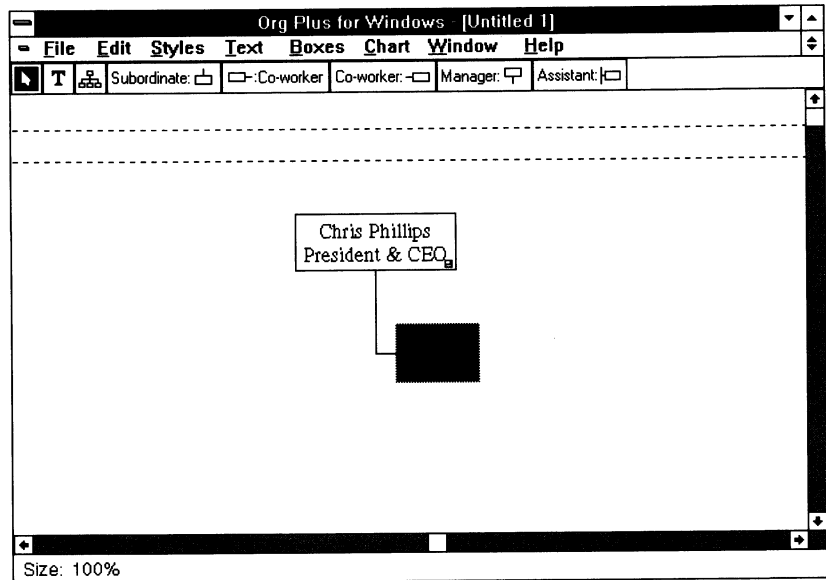 Org Plus for Windows - [Untitled 1]
File Edit Styles Text Boxes Chart Window Help
T Subordinate: :Co-worker Co-worker: Manager: Assistant:
Chris Phillips
President & CEO
Size: 100%